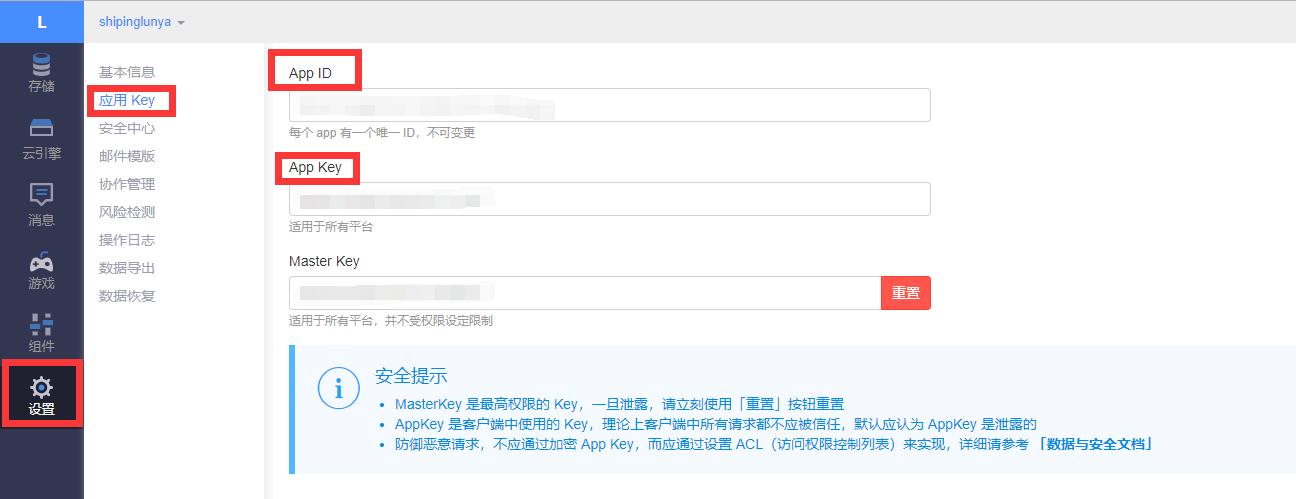 L
shipinglunya
存储
云引擎
消息
游戏
组件
设置
基本信息
应用 Key
安全中心
邮件模版
协作管理
风险检测
操作日志
数据导出
数据恢复
App ID
每个 app 有一个唯一 ID，不可变更
App Key
适用于所有平台
Master Key
重置
适用于所有平台，并不受权限设定限制
安全提示
MasterKey 是最高权限的 Key，一旦泄露，请立刻使用「重置」按钮重置
AppKey 是客户端中使用的 Key，理论上客户端中所有请求都不应被信任，默认应认为 AppKey 是泄露的
防御恶意请求，不应通过加密 App Key，而应通过设置 ACL（访问权限控制列表）来实现，详细请参考 「数据与安全文档」